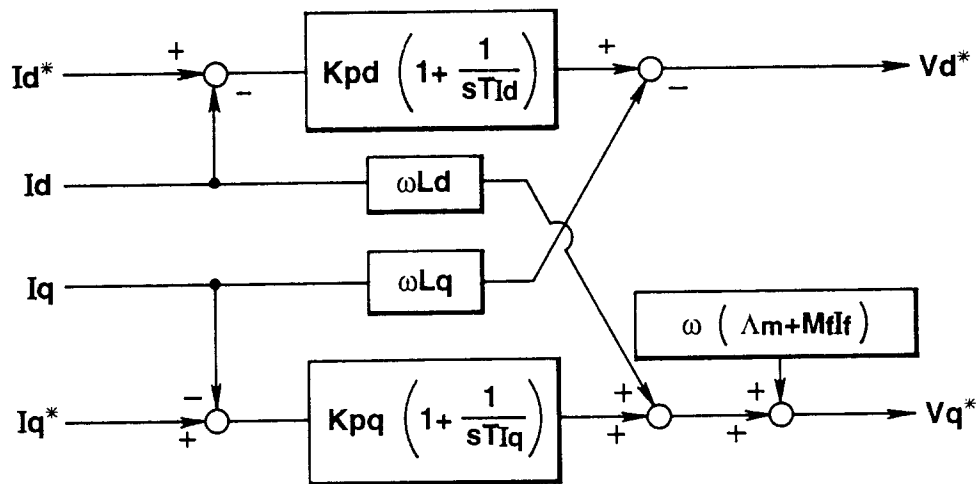 Id* + − Kpd (1+ 1/sTId) + − Vd*
Id ωLd
Iq ωLq
ω ( Λm+MfIf)
Iq* − + Kpq (1+ 1/sTIq) + + + + Vq*